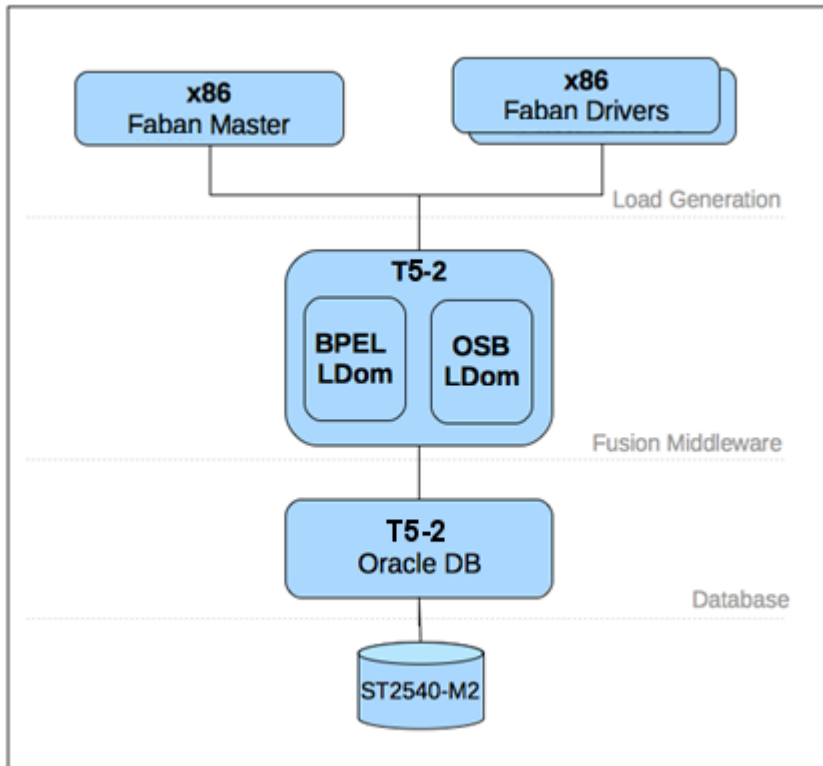 x86
Faban Master
x86
Faban Drivers
Load Generation
T5-2
BPEL
LDom
OSB
LDom
Fusion Middleware
T5-2
Oracle DB
Database
ST2540-M2